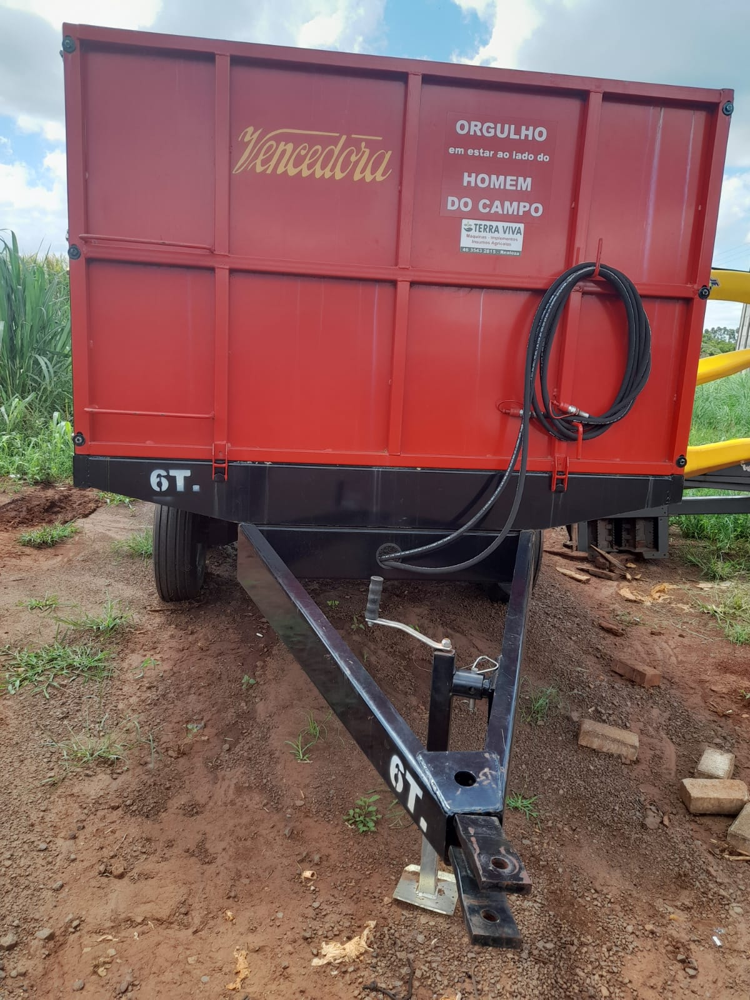 Vencedora
ORGULHO
em estar ao lado do
HOMEM
DO CAMPO
TERRA VIVA
Máquinas - Implementos
Insumos Agrícolas
46 3543 2815 - Realeza
6T.
6T.